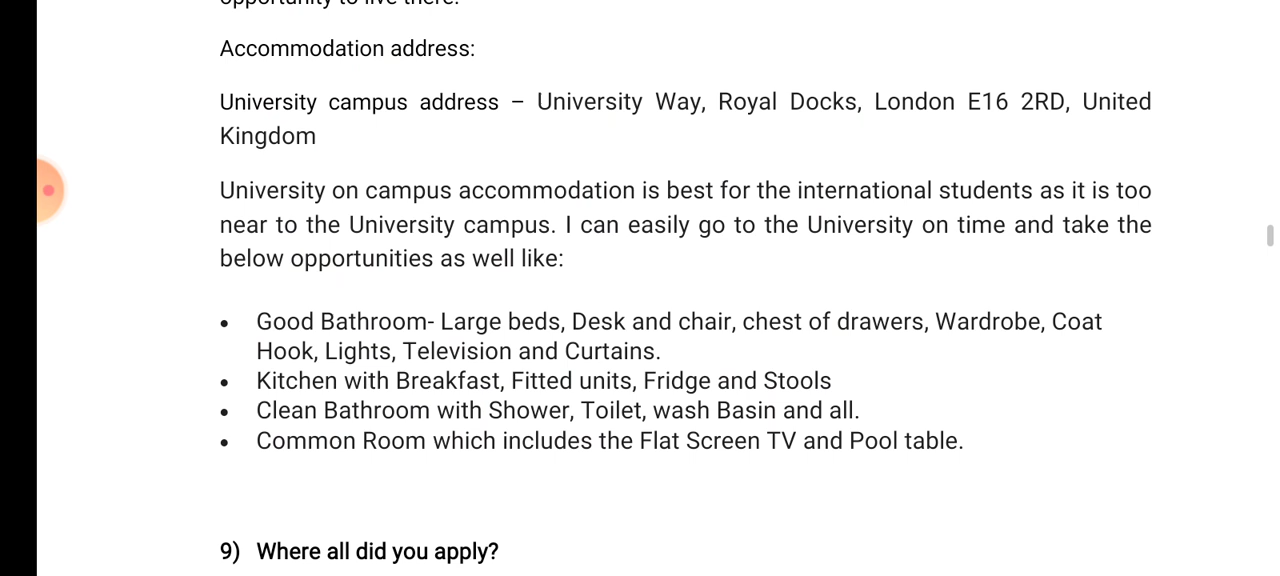 opportunity to live there.
Accommodation address:
University campus address – University Way, Royal Docks, London E16 2RD, United
Kingdom
University on campus accommodation is best for the international students as it is too
near to the University campus. I can easily go to the University on time and take the
below opportunities as well like:
• Good Bathroom- Large beds, Desk and chair, chest of drawers, Wardrobe, Coat
Hook, Lights, Television and Curtains.
• Kitchen with Breakfast, Fitted units, Fridge and Stools
• Clean Bathroom with Shower, Toilet, wash Basin and all.
• Common Room which includes the Flat Screen TV and Pool table.
9) Where all did you apply?